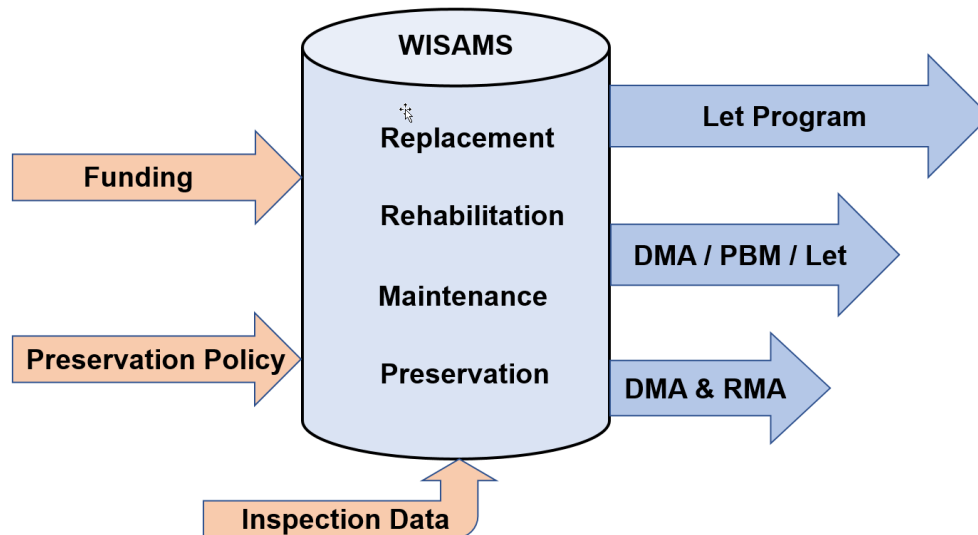 WISAMS
Replacement
Rehabilitation
Maintenance
Preservation
Funding
Preservation Policy
Inspection Data
Let Program
DMA / PBM / Let
DMA & RMA